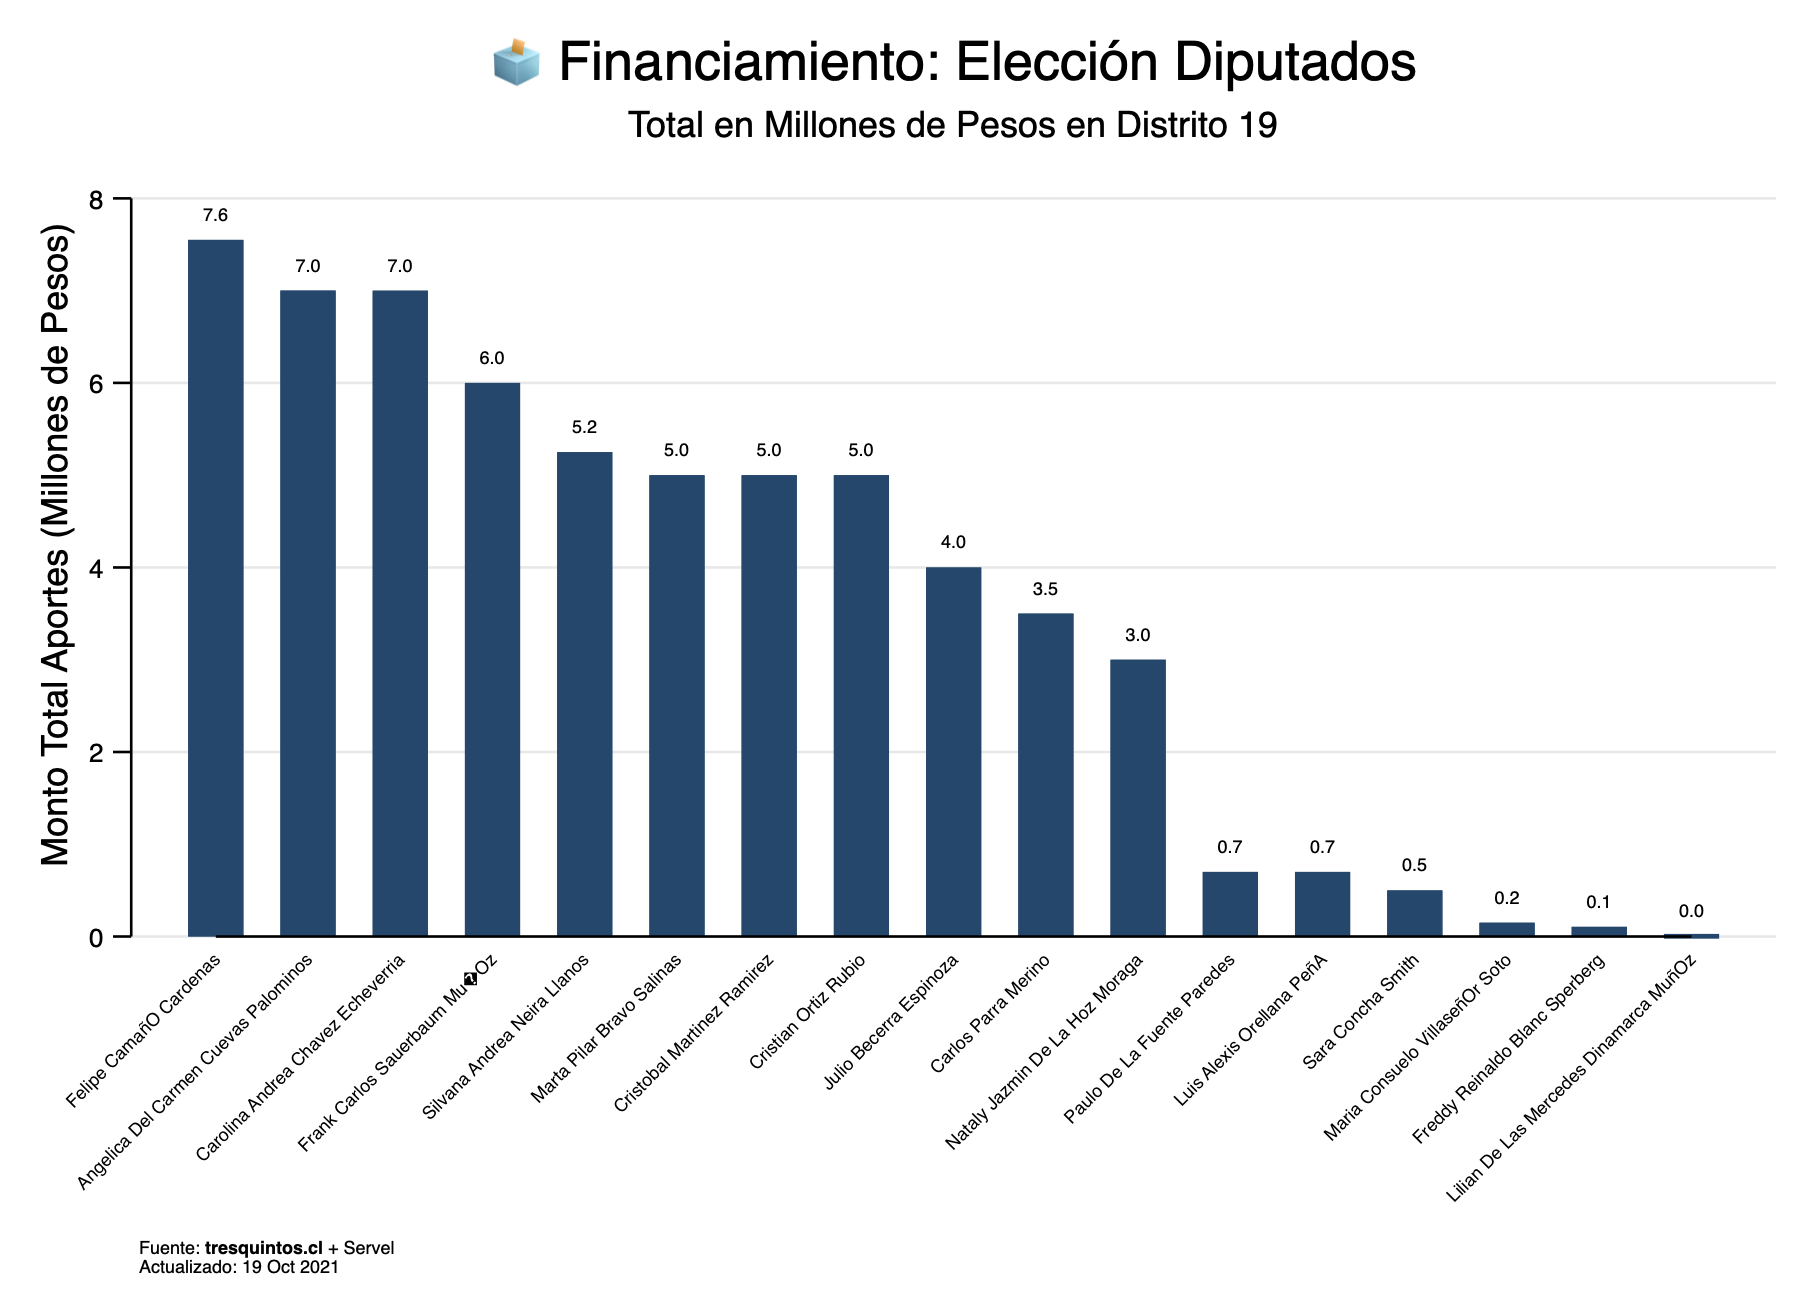 Financiamiento: Elección Diputados
Total en Millones de Pesos en Distrito 19
Monto Total Aportes (Millones de Pesos)
8
6
4
2
0
7.6
7.0
7.0
6.0
5.2
5.0
5.0
5.0
4.0
3.5
3.0
0.7
0.7
0.5
0.2
0.1
0.0
Felipe CamañO Cardenas
Angelica Del Carmen Cuevas Palominos
Carolina Andrea Chavez Echeverria
Frank Carlos Sauerbaum Mu�Oz
Silvana Andrea Neira Llanos
Marta Pilar Bravo Salinas
Cristobal Martinez Ramirez
Cristian Ortiz Rubio
Julio Becerra Espinoza
Carlos Parra Merino
Nataly Jazmin De La Hoz Moraga
Paulo De La Fuente Paredes
Luis Alexis Orellana PeñA
Sara Concha Smith
Maria Consuelo VillaseñOr Soto
Freddy Reinaldo Blanc Sperberg
Lilian De Las Mercedes Dinamarca MuñOz
Fuente: tresquintos.cl + Servel
Actualizado: 19 Oct 2021